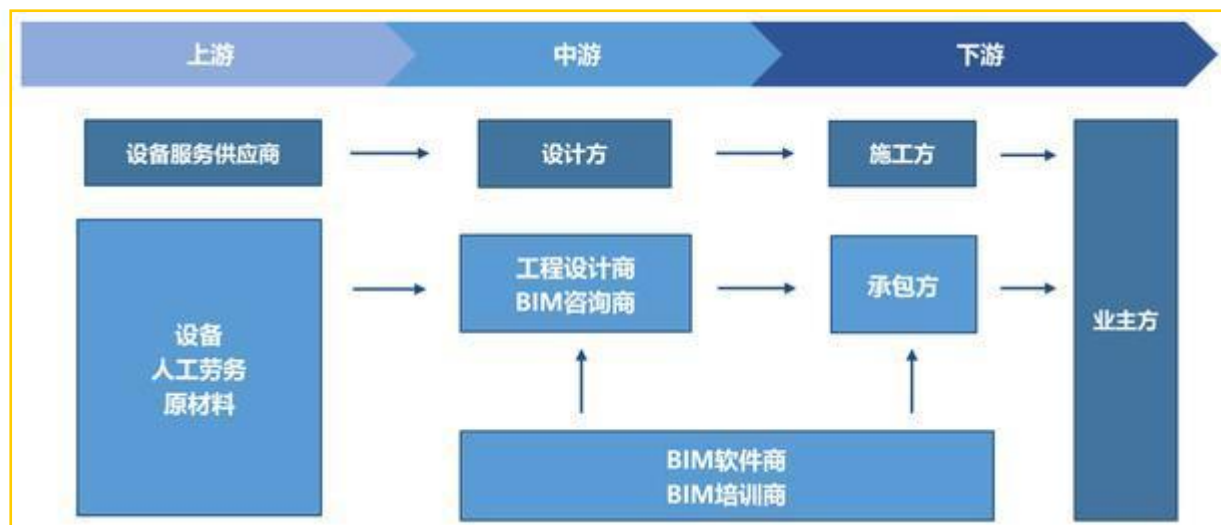 上游
中游
下游
设备服务供应商
设计方
施工方
工程设计商
BIM咨询商
承包方
业主方
设备
人工劳务
原材料
BIM软件商
BIM培训商